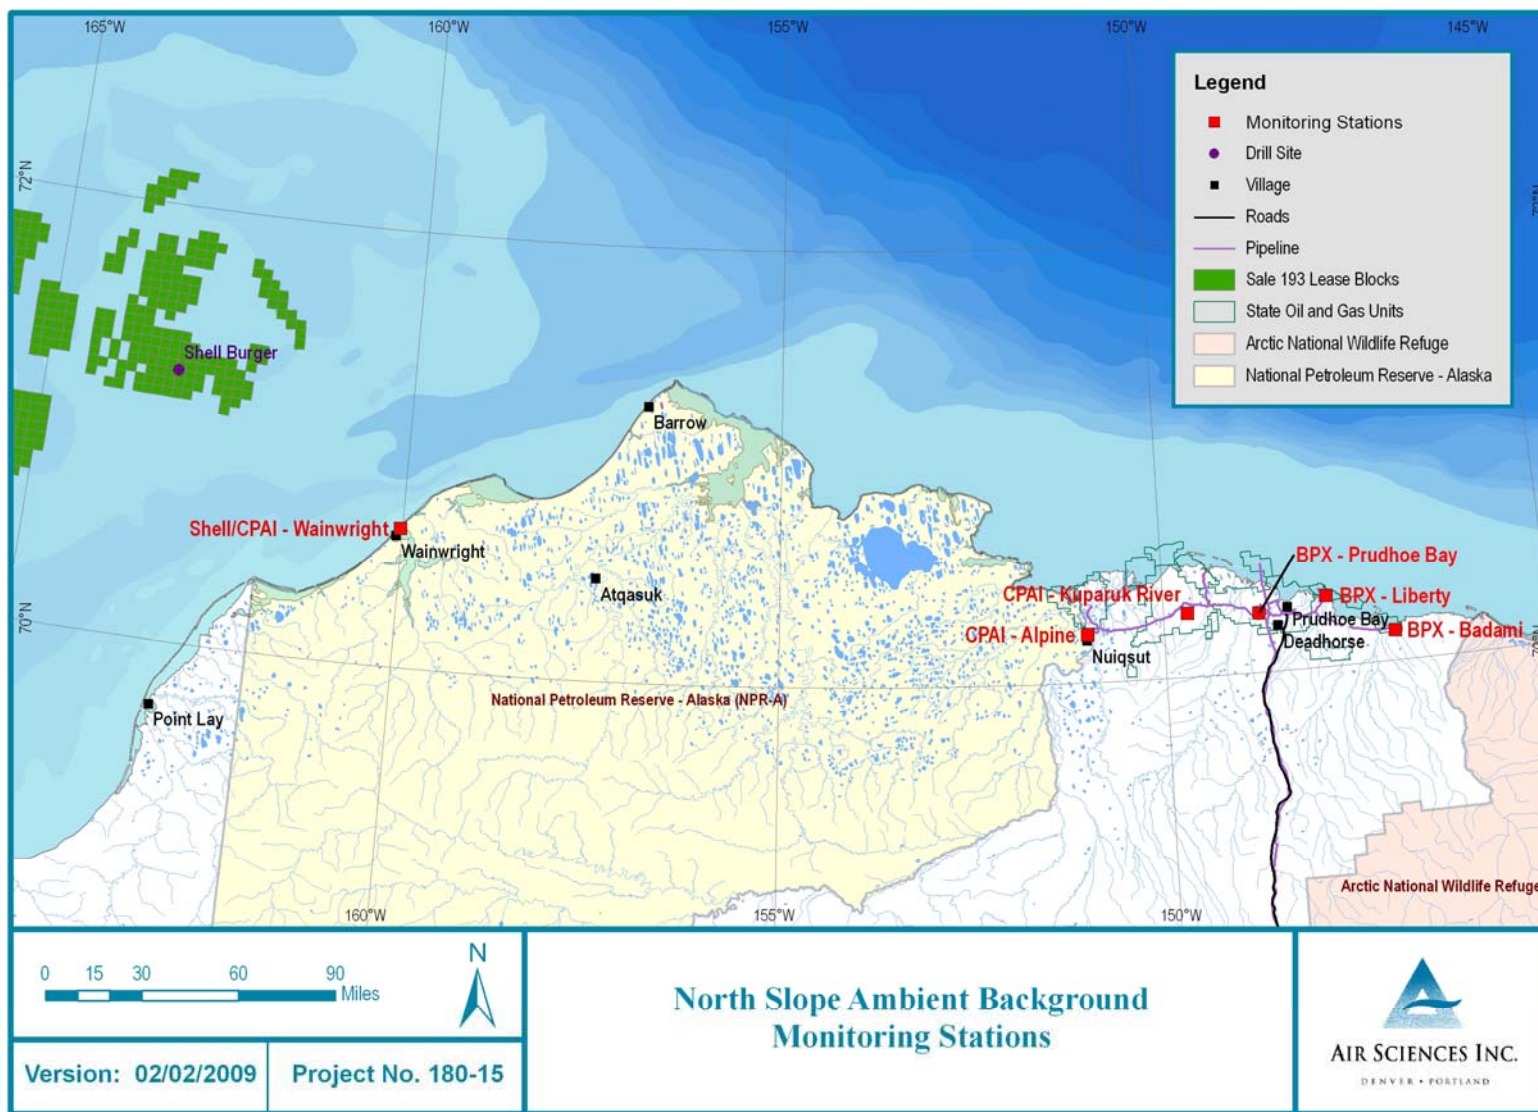 165°W
160°W
155°W
150°W
145°W
Legend
Monitoring Stations
Drill Site
Village
Roads
Pipeline
Sale 193 Lease Blocks
State Oil and Gas Units
Arctic National Wildlife Refuge
National Petroleum Reserve - Alaska
72°N
Shell Burger
Barrow
Shell/CPAI - Wainwright
Wainwright
Atqasuk
BPX - Prudhoe Bay
CPAI - Kuparuk River
BPX - Liberty
Prudhoe Bay
70°N
CPAI - Alpine
BPX - Badami
Deadhorse
Nuiqsut
National Petroleum Reserve - Alaska (NPR-A)
Point Lay
Arctic National Wildlife Refuge
160°W
155°W
150°W
0 15 30 60 90
Miles
N
North Slope Ambient Background
Monitoring Stations
AIR SCIENCES INC.
DENVER • PORTLAND
Version: 02/02/2009
Project No. 180-15